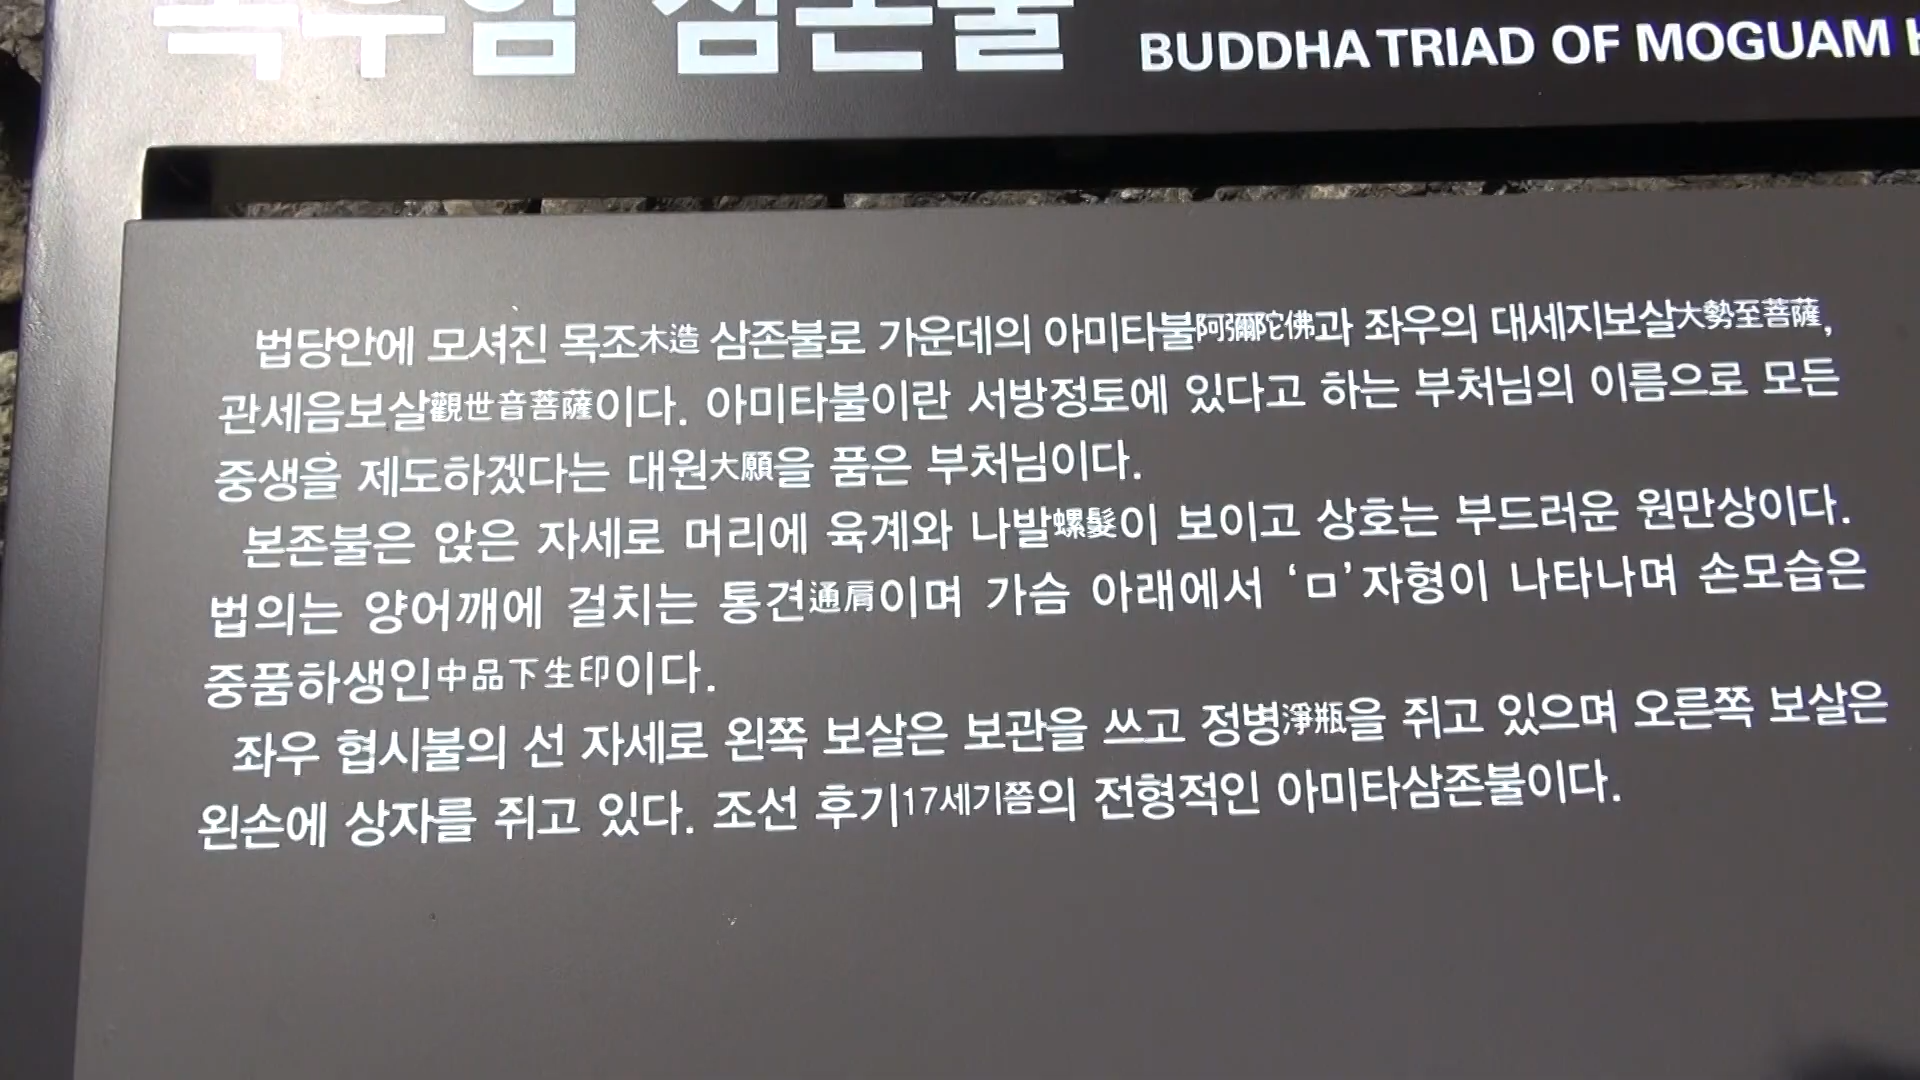 목우암 삼존불 BUDDHA TRIAD OF MOGUAM
법당안에 모셔진 목조木造 삼존불로 가운데의 아미타불阿彌陀佛과 좌우의 대세지보살大勢至菩薩,
관세음보살觀世音菩薩이다. 아미타불이란 서방정토에 있다고 하는 부처님의 이름으로 모든
중생을 제도하겠다는 대원大願을 품은 부처님이다.
본존불은 앉은 자세로 머리에 육계와 나발螺髮이 보이고 상호는 부드러운 원만상이다.
법의는 양어깨에 걸치는 통견通肩이며 가슴 아래에서 ‘ㅁ’자형이 나타나며 손모습은
중품하생인中品下生印이다.
좌우 협시불의 선 자세로 왼쪽 보살은 보관을 쓰고 정병淨瓶을 쥐고 있으며 오른쪽 보살은
왼손에 상자를 쥐고 있다. 조선 후기17세기쯤의 전형적인 아미타삼존불이다.